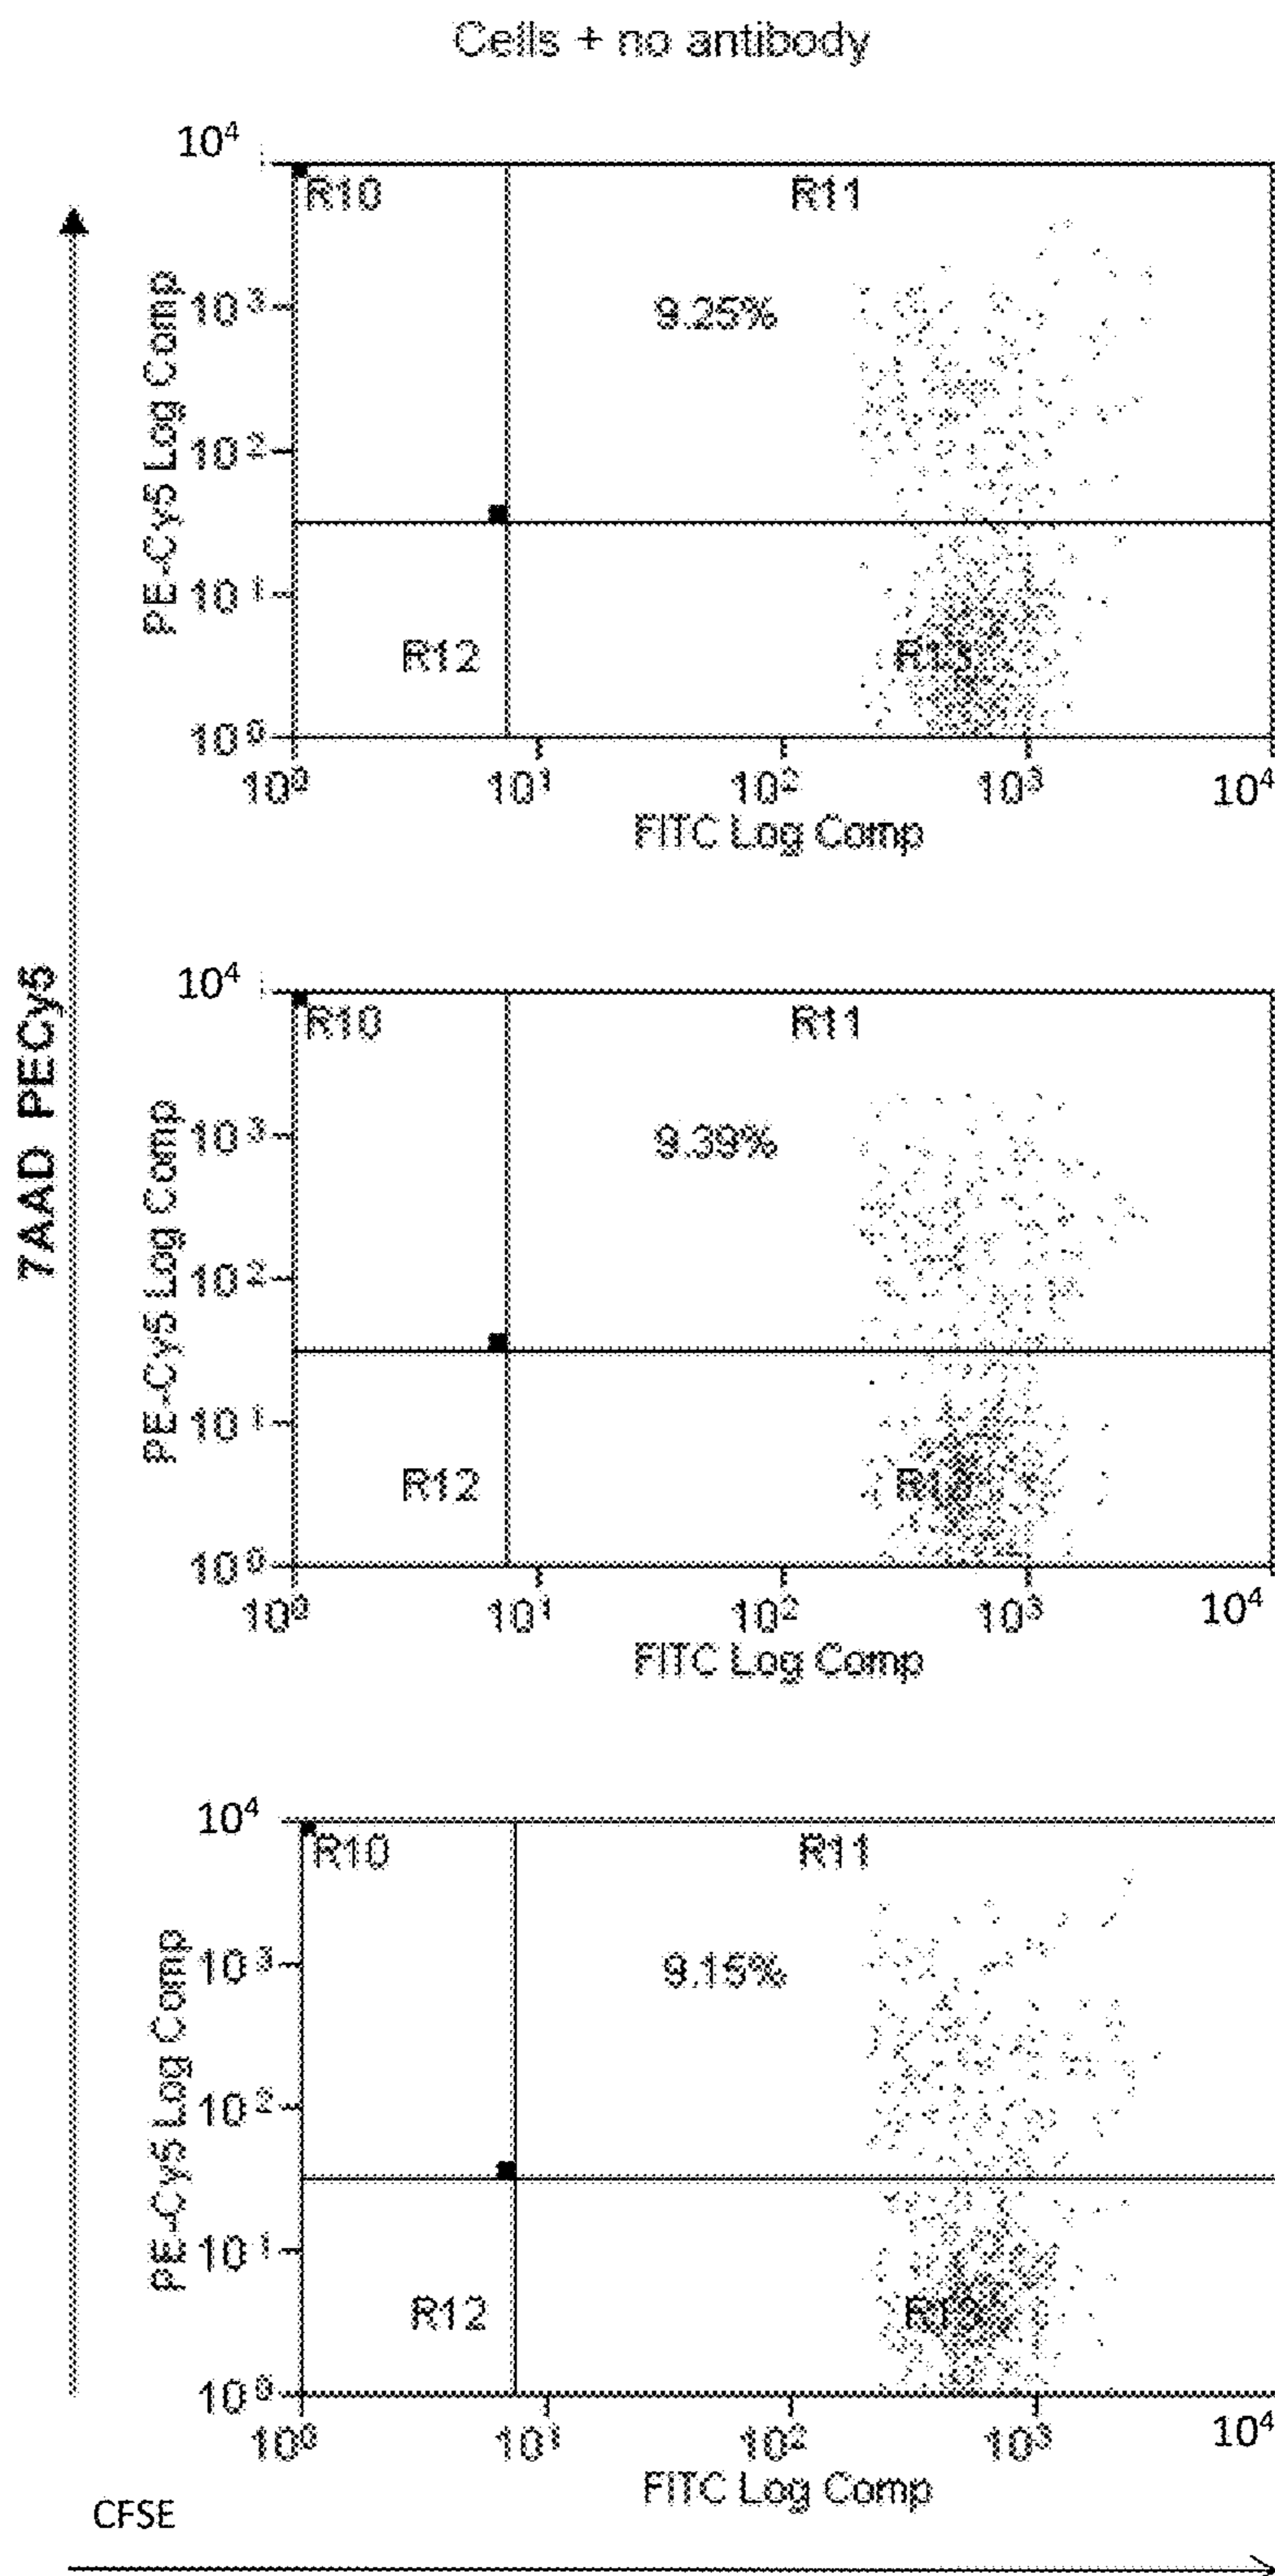 Cells + no antibody
10⁴
R10
R11
10³
9.25%
10²
10¹
R12
R13
10⁰
PE-Cy5 Log Comp
10⁰
10¹
10²
10³
10⁴
FITC Log Comp
7AAD PECy5
10⁴
R10
R11
10³
9.39%
10²
10¹
R12
10⁰
PE-Cy5 Log Comp
10⁰
10¹
10²
10³
10⁴
FITC Log Comp
10⁴
R10
R11
10³
9.15%
10²
10¹
R12
R13
10⁰
PE-Cy5 Log Comp
10⁰
10¹
10²
10³
10⁴
FITC Log Comp
CFSE